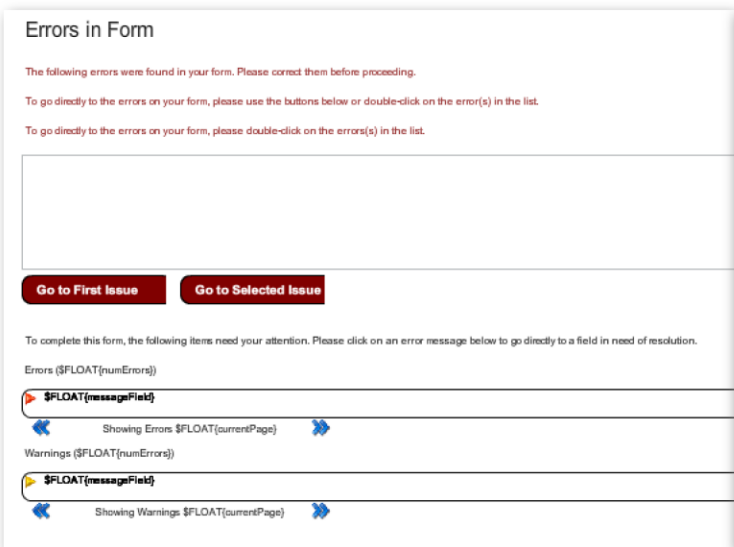 Errors in Form
The following errors were found in your form. Please correct them before proceeding.
To go directly to the errors on your form, please use the buttons below or double-click on the error(s) in the list.
To go directly to the errors on your form, please double-click on the errors(s) in the list.
Go to First Issue Go to Selected Issue
To complete this form, the following items need your attention. Please click on an error message below to go directly to a field in need of resolution.
Errors ($FLOAT{numErrors})
$FLOAT{messageField}
Showing Errors $FLOAT{currentPage}
Warnings ($FLOAT{numErrors})
$FLOAT{messageField}
Showing Warnings $FLOAT{currentPage}